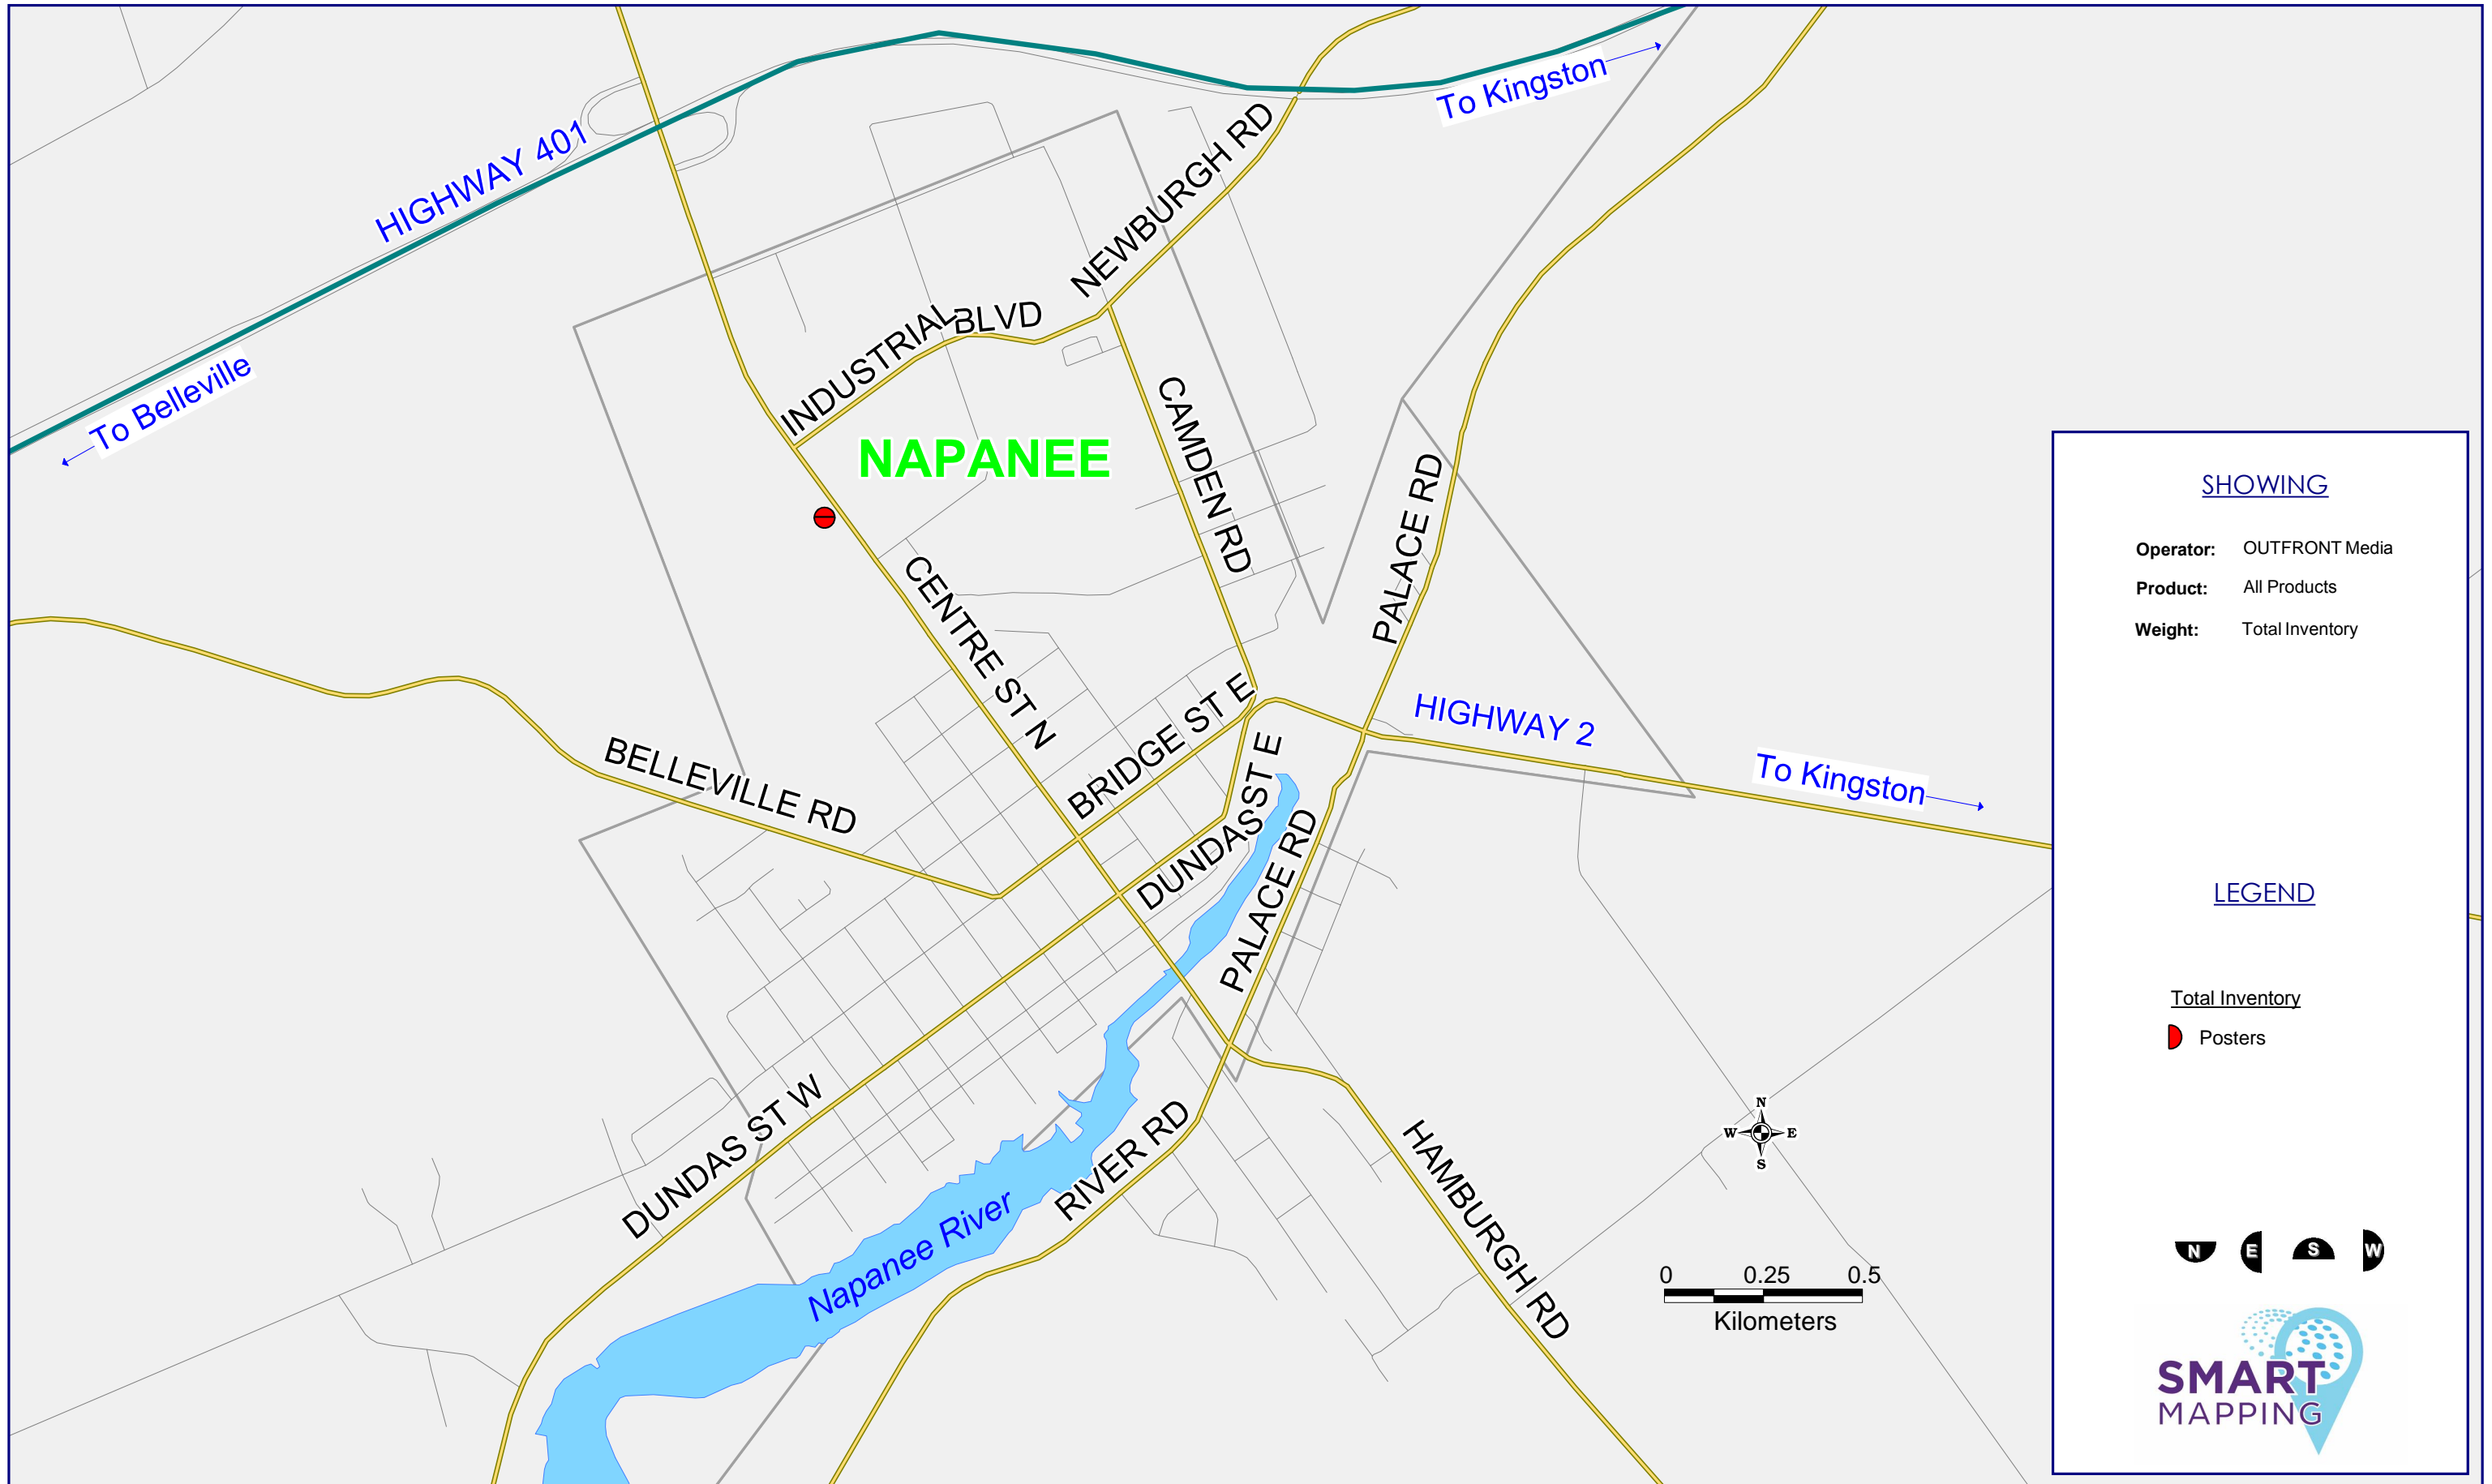 HIGHWAY 401
To Kingston
NEWBURGH RD
To Belleville
INDUSTRIAL BLVD
NAPANEE
CAMDEN RD
PALACE RD
CENTRE ST N
BRIDGE ST E
HIGHWAY 2
To Kingston
BELLEVILLE RD
DUNDAS ST E
PALACE RD
DUNDAS ST W
RIVER RD
Napanee River
HAMBURGH RD
N
W E
S
0 0.25 0.5
Kilometers
SHOWING
Operator: OUTFRONT Media
Product: All Products
Weight: Total Inventory
LEGEND
Total Inventory
Posters
N E S W
SMART
MAPPING